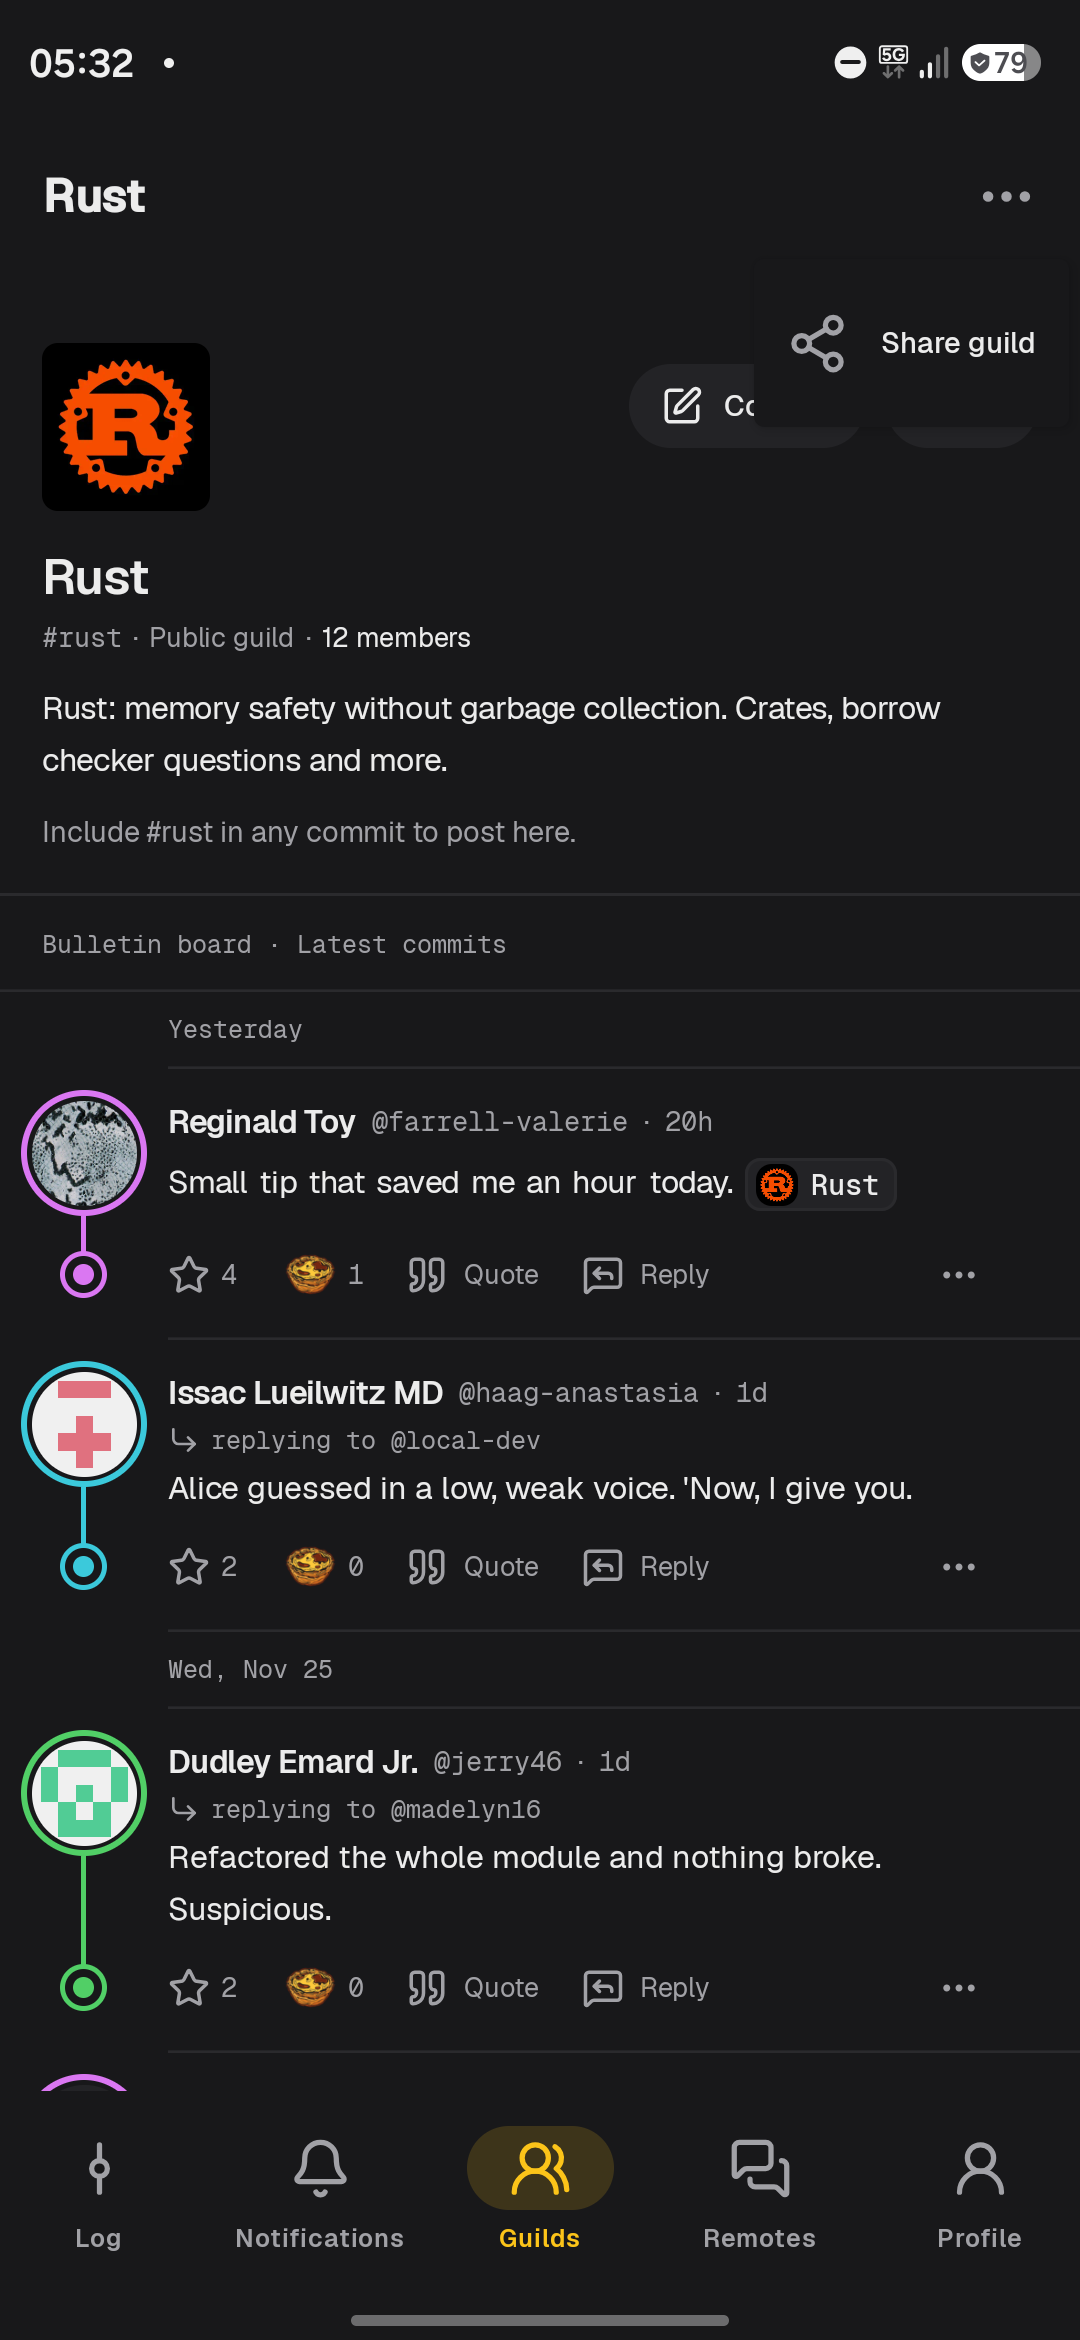 05:32
5G
79
Rust
Share guild
Co
Rust
#rust · Public guild · 12 members
Rust: memory safety without garbage collection. Crates, borrow
checker questions and more.
Include #rust in any commit to post here.
Bulletin board · Latest commits
Yesterday
Reginald Toy @farrell-valerie · 20h
Small tip that saved me an hour today. Rust
4 1 Quote Reply
Issac Lueilwitz MD @haag-anastasia · 1d
replying to @local-dev
Alice guessed in a low, weak voice. 'Now, I give you.
2 0 Quote Reply
Wed, Nov 25
Dudley Emard Jr. @jerry46 · 1d
replying to @madelyn16
Refactored the whole module and nothing broke.
Suspicious.
2 0 Quote Reply
Log Notifications Guilds Remotes Profile